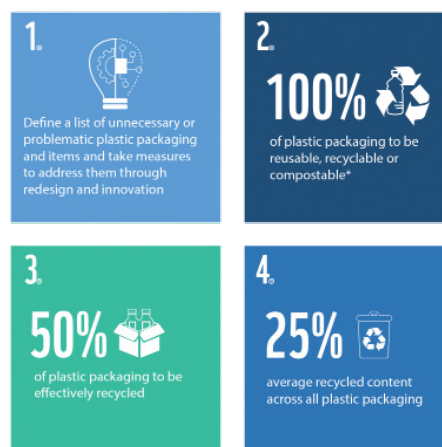 1.
Define a list of unnecessary or
problematic plastic packaging
and items and take measures
to address them through
redesign and innovation
2.
100%
of plastic packaging to be
reusable, recyclable or
compostable*
3.
50%
of plastic packaging to be
effectively recycled
4.
25%
average recycled content
across all plastic packaging